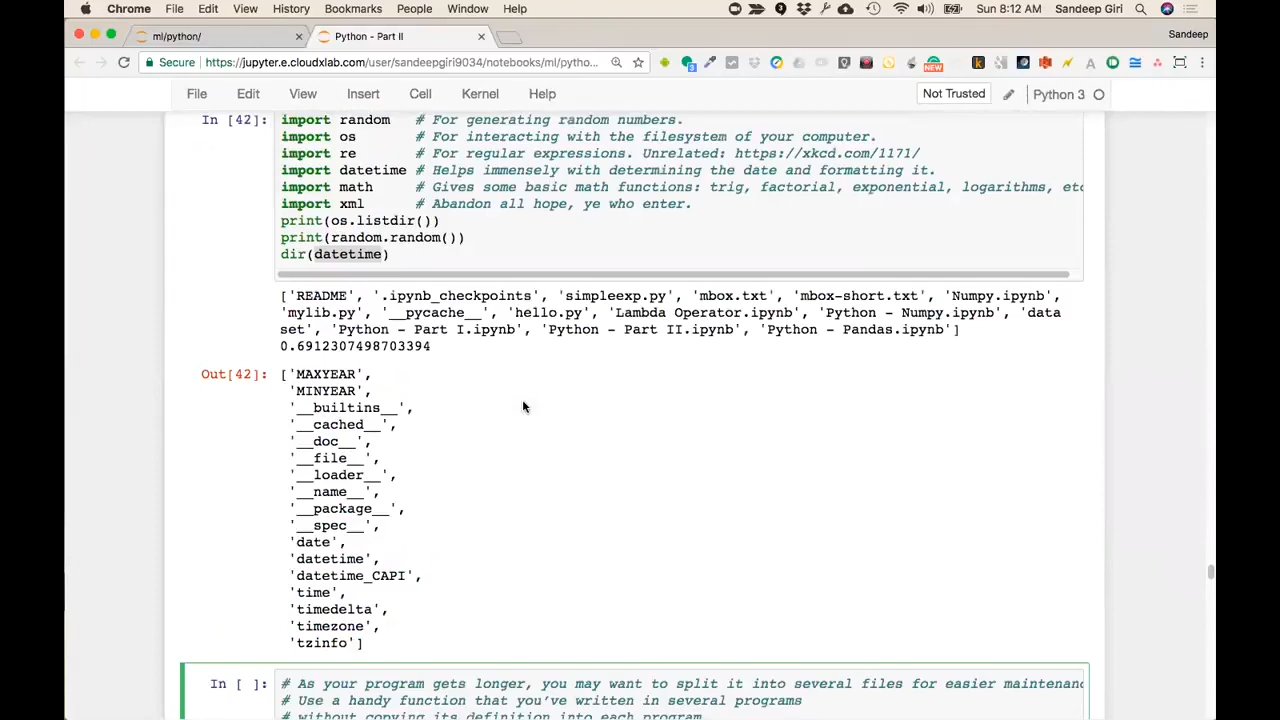 Chrome File Edit View History Bookmarks People Window Help Sun 8:12 AM Sandeep Giri
ml/python/ Python - Part II Sandeep
Secure https://jupyter.e.cloudxlab.com/user/sandeepgiri9034/notebooks/ml/pytho... 3 NEW
File Edit View Insert Cell Kernel Help Not Trusted Python 3
In [42]: import random # For generating random numbers.
import os # For interacting with the filesystem of your computer.
import re # For regular expressions. Unrelated: https://xkcd.com/1171/
import datetime # Helps immensely with determining the date and formatting it.
import math # Gives some basic math functions: trig, factorial, exponential, logarithms, etc
import xml # Abandon all hope, ye who enter.
print(os.listdir())
print(random.random())
dir(datetime)
['README', '.ipynb_checkpoints', 'simpleexp.py', 'mbox.txt', 'mbox-short.txt', 'Numpy.ipynb',
'mylib.py', '__pycache__', 'hello.py', 'Lambda Operator.ipynb', 'Python - Numpy.ipynb', 'data
set', 'Python - Part I.ipynb', 'Python - Part II.ipynb', 'Python - Pandas.ipynb']
0.6912307498703394
Out[42]: ['MAXYEAR',
'MINYEAR',
'__builtins__',
'__cached__',
'__doc__',
'__file__',
'__loader__',
'__name__',
'__package__',
'__spec__',
'date',
'datetime',
'datetime_CAPI',
'time',
'timedelta',
'timezone',
'tzinfo']
In [ ]: # As your program gets longer, you may want to split it into several files for easier maintenanc
# Use a handy function that you've written in several programs
# without copying its definition into each program